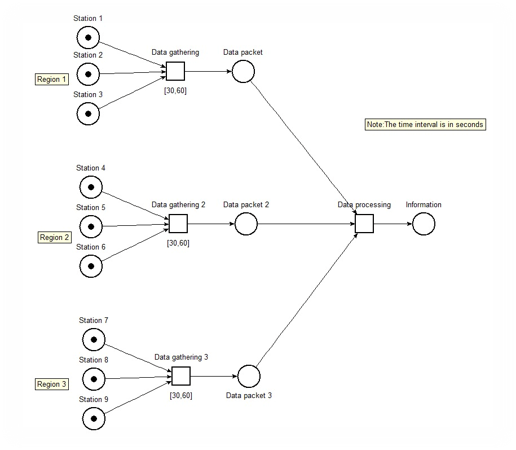 Station 1
Data gathering
Data packet
Station 2
Region 1
Station 3
[30,60]
Note:The time interval is in seconds
Station 4
Data gathering 2
Data packet 2
Data processing
Information
Station 5
Region 2
Station 6
[30,60]
Station 7
Data gathering 3
Station 8
Region 3
Station 9
[30,60]
Data packet 3